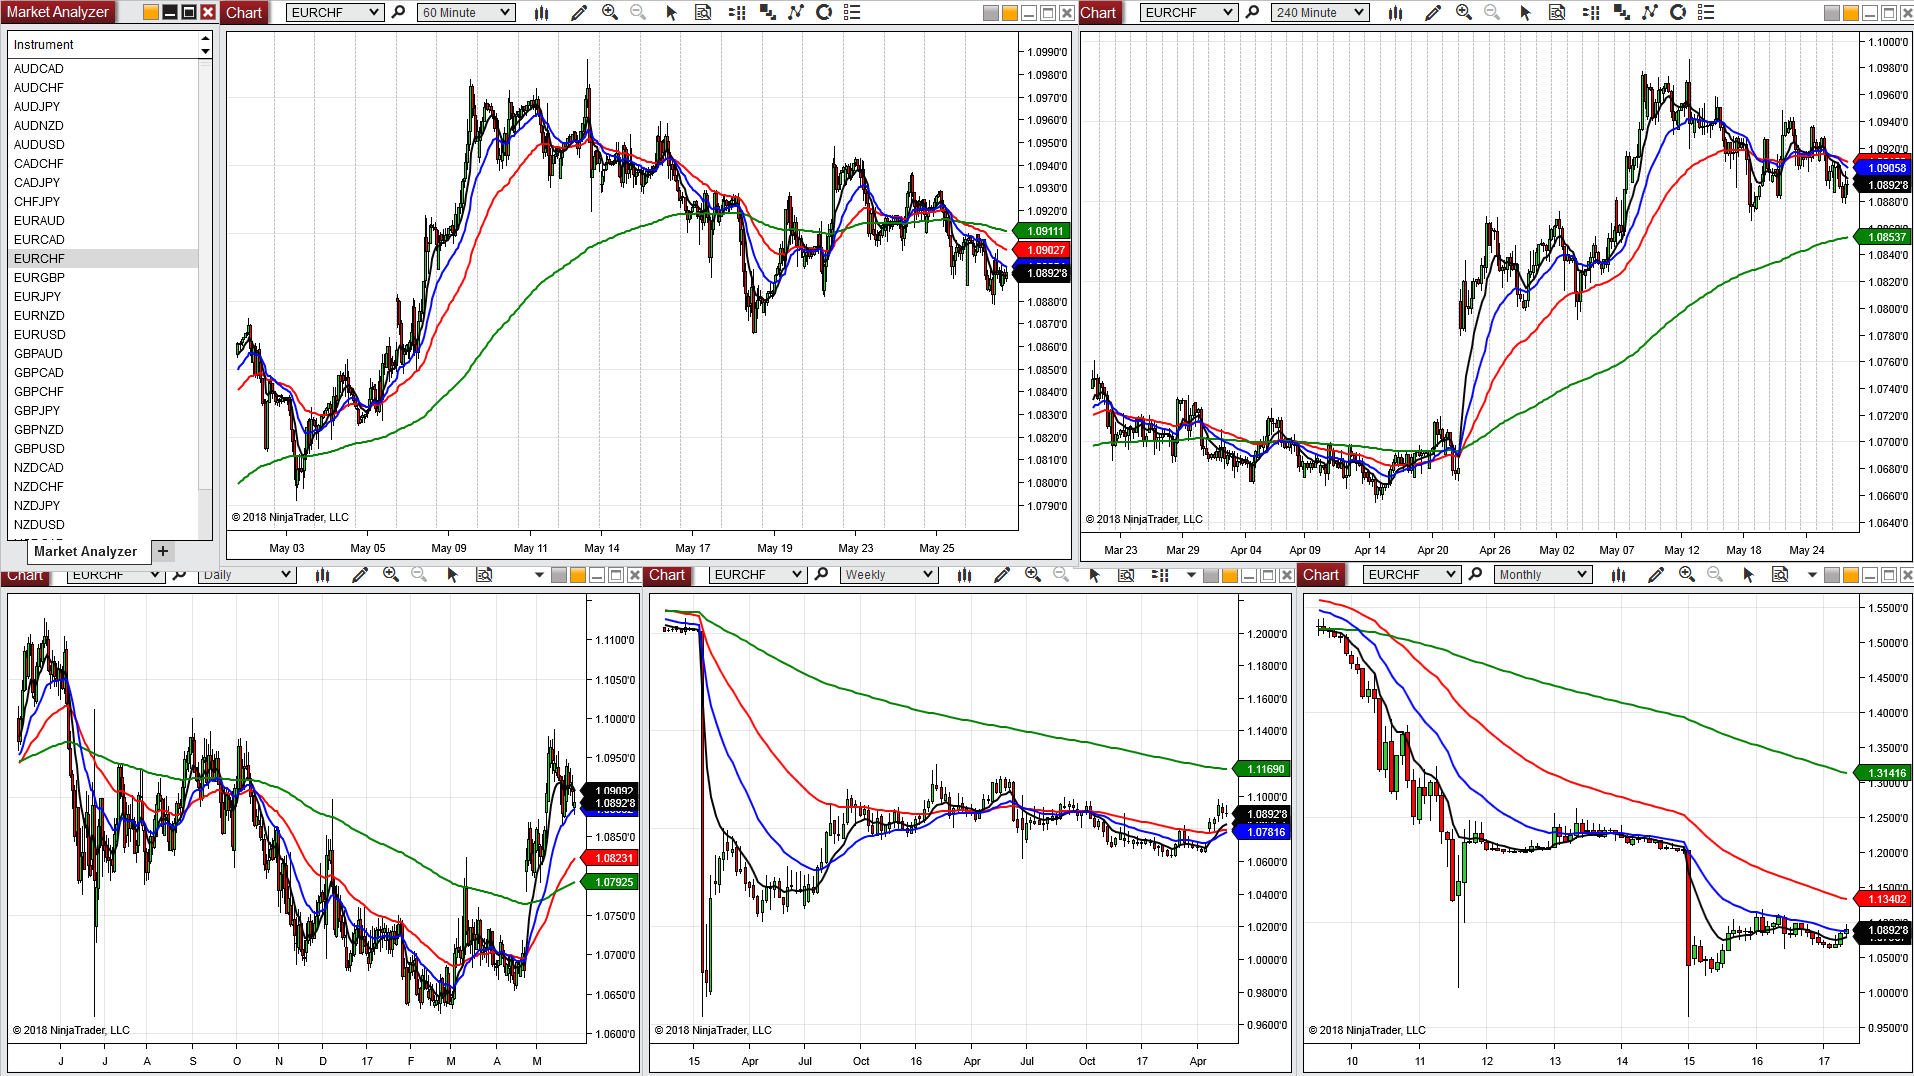 Market Analyzer
Instrument
AUDCAD
AUDCHF
AUDJPY
AUDNZD
AUDUSD
CADCHF
CADJPY
CHFJPY
EURAUD
EURCAD
EURCHF
EURGBP
EURJPY
EURNZD
EURUSD
GBPAUD
GBPCAD
GBPCHF
GBPJPY
GBPNZD
GBPUSD
NZDCAD
NZDCHF
NZDJPY
NZDUSD
Market Analyzer +
Chart EURCHF 60 Minute
1.0990'0
1.0980'0
1.0970'0
1.0960'0
1.0950'0
1.0940'0
1.0930'0
1.0920'0
1.09111
1.09027
1.0892'8
1.0880'0
1.0870'0
1.0860'0
1.0850'0
1.0840'0
1.0830'0
1.0820'0
1.0810'0
1.0800'0
1.0790'0
© 2018 NinjaTrader, LLC
May 03 May 05 May 09 May 11 May 14 May 17 May 19 May 23 May 25
Chart EURCHF 240 Minute
1.1000'0
1.0980'0
1.0960'0
1.0940'0
1.0920'0
1.09058
1.0892'8
1.0880'0
1.08537
1.0840'0
1.0820'0
1.0800'0
1.0780'0
1.0760'0
1.0740'0
1.0720'0
1.0700'0
1.0680'0
1.0660'0
1.0640'0
© 2018 NinjaTrader, LLC
Mar 23 Mar 29 Apr 04 Apr 09 Apr 14 Apr 20 Apr 26 May 02 May 07 May 12 May 18 May 24
Chart EURCHF Daily
1.1100'0
1.1050'0
1.1000'0
1.0950'0
1.09092
1.0892'8
1.0850'0
1.08231
1.07925
1.0750'0
1.0700'0
1.0650'0
1.0600'0
© 2018 NinjaTrader, LLC
J J A S O N D 17 F M A M
Chart EURCHF Weekly
1.2000'0
1.1800'0
1.1600'0
1.1400'0
1.11690
1.1000'0
1.0892'8
1.07816
1.0600'0
1.0400'0
1.0200'0
1.0000'0
0.9800'0
0.9600'0
© 2018 NinjaTrader, LLC
15 Apr Jul Oct 16 Apr Jul Oct 17 Apr
Chart EURCHF Monthly
1.5500'0
1.5000'0
1.4500'0
1.4000'0
1.3500'0
1.31416
1.2500'0
1.2000'0
1.1500'0
1.13402
1.0892'8
1.0500'0
1.0000'0
0.9500'0
© 2018 NinjaTrader, LLC
10 11 12 13 14 15 16 17